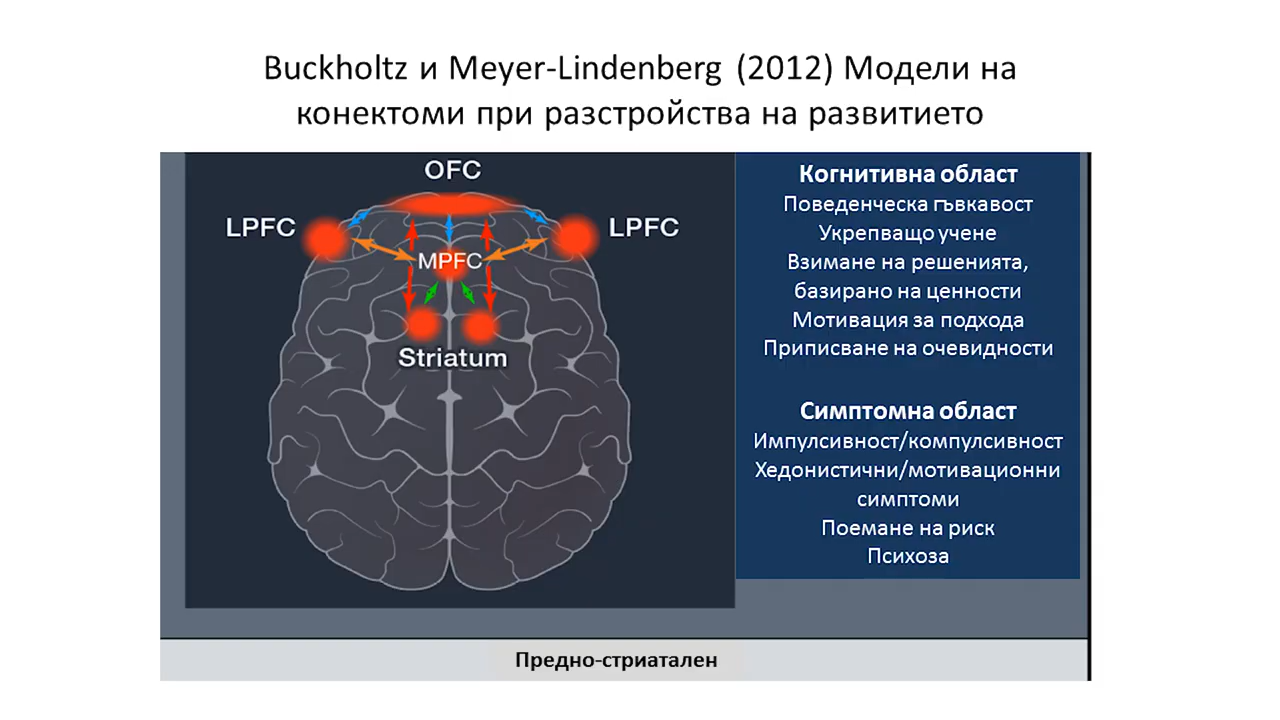 Buckholtz и Meyer-Lindenberg (2012) Модели на
конектоми при разстройства на развитието
OFC
LPFC
LPFC
MPFC
Striatum
Когнитивна област
Поведенческа гъвкавост
Укрепващо учене
Взимане на решенията,
базирано на ценности
Мотивация за подхода
Приписване на очевидности
Симптомна област
Импулсивност/компулсивност
Хедонистични/мотивационни
симптоми
Поемане на риск
Психоза
Предно-стриатален